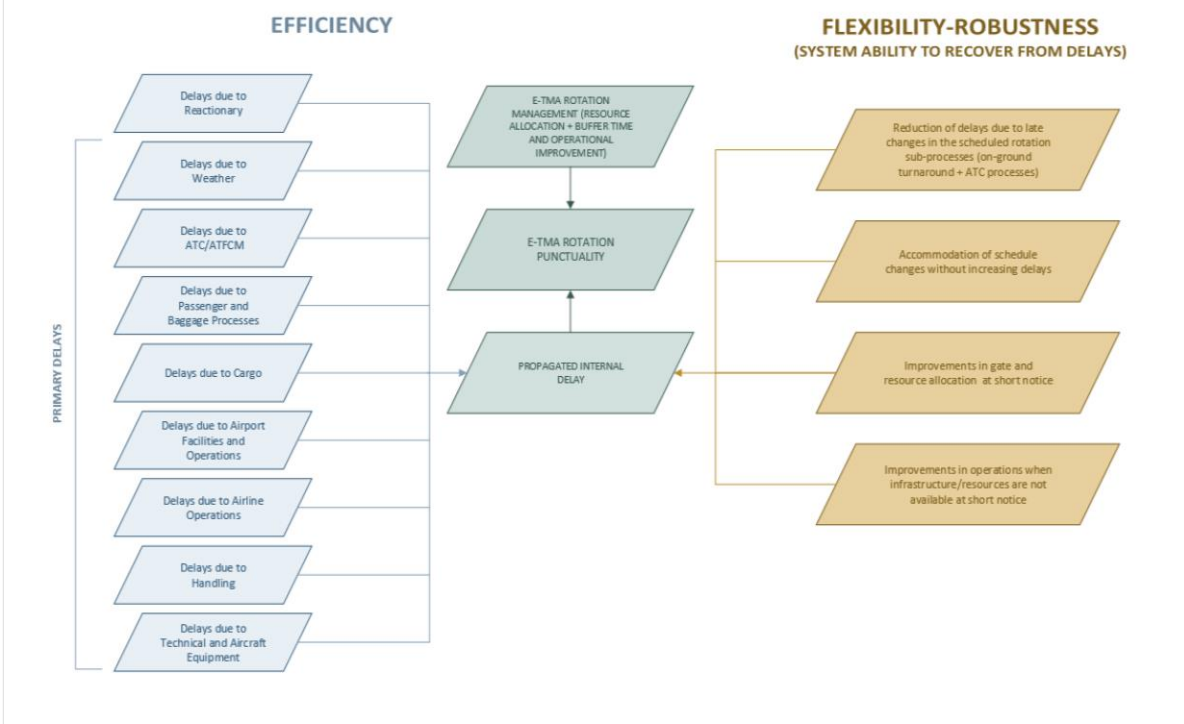 EFFICIENCY
FLEXIBILITY-ROBUSTNESS
(SYSTEM ABILITY TO RECOVER FROM DELAYS)
PRIMARY DELAYS
Delays due to
Reactionary
Delays due to
Weather
Delays due to
ATC/ATFCM
Delays due to
Passenger and
Baggage Processes
Delays due to Cargo
Delays due to Airport
Facilities and
Operations
Delays due to Airline
Operations
Delays due to
Handling
Delays due to
Technical and Aircraft
Equipment
E-TMA ROTATION
MANAGEMENT (RESOURCE
ALLOCATION + BUFFER TIME
AND OPERATIONAL
IMPROVEMENT)
E-TMA ROTATION
PUNCTUALITY
PROPAGATED INTERNAL
DELAY
Reduction of delays due to late
changes in the scheduled rotation
sub-processes (on-ground
turnaround + ATC processes)
Accommodation of schedule
changes without increasing delays
Improvements in gate and
resource allocation at short notice
Improvements in operations when
infrastructure/resources are not
available at short notice